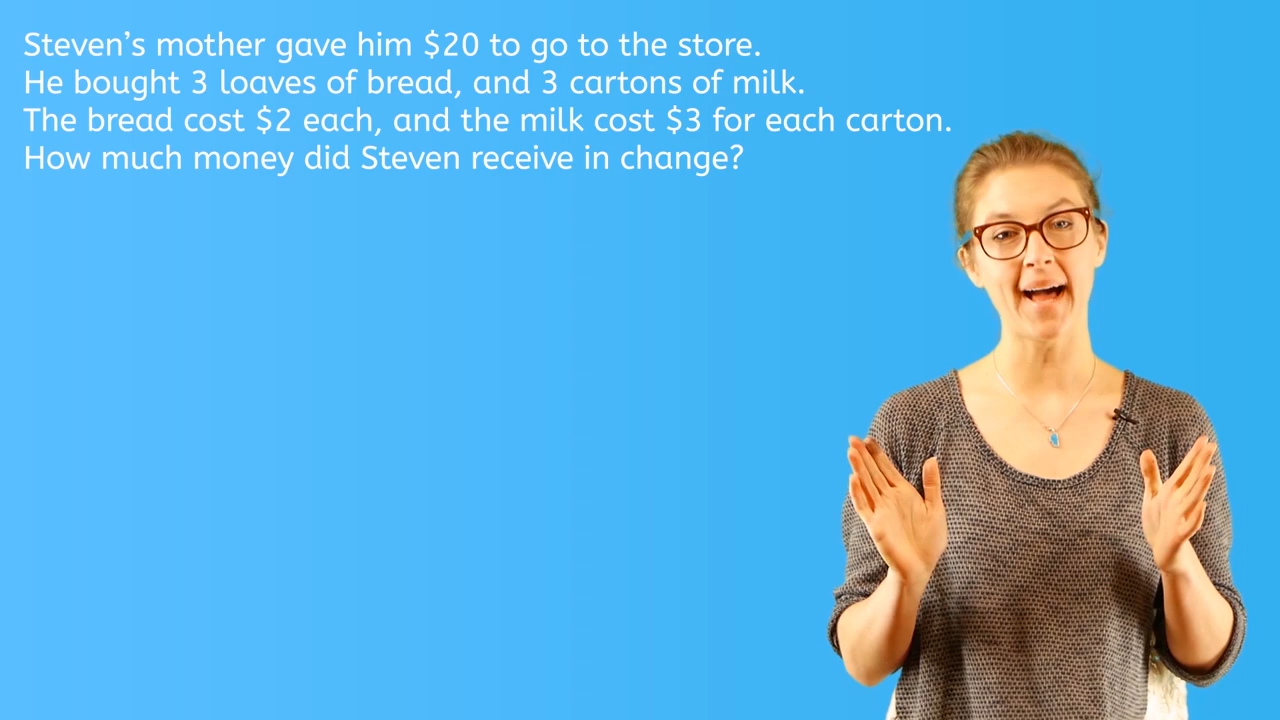 Steven’s mother gave him $20 to go to the store.
He bought 3 loaves of bread, and 3 cartons of milk.
The bread cost $2 each, and the milk cost $3 for each carton.
How much money did Steven receive in change?